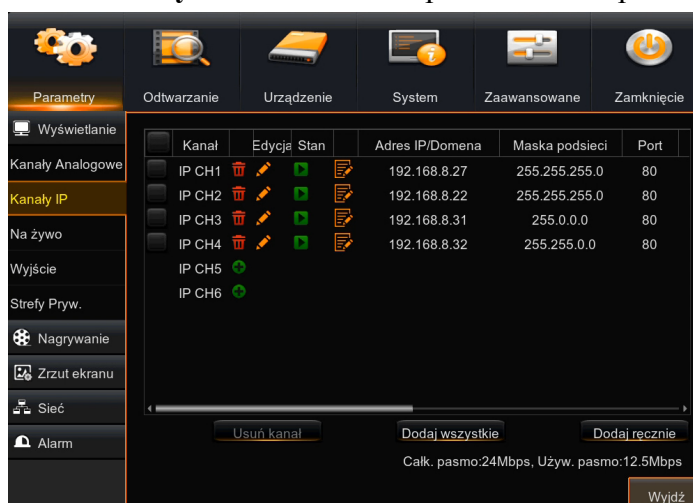 Parametry Odtwarzanie Urządzenie System Zaawansowane Zamknięcie
Wyświetlanie
Kanały Analogowe
Kanały IP
Na żywo
Wyjście
Strefy Pryw.
Nagrywanie
Zrzut ekranu
Sieć
Alarm
Kanał Edycja Stan Adres IP/Domena Maska podsieci Port
IP CH1 192.168.8.27 255.255.255.0 80
IP CH2 192.168.8.22 255.255.255.0 80
IP CH3 192.168.8.31 255.0.0.0 80
IP CH4 192.168.8.32 255.255.0.0 80
IP CH5
IP CH6
Usuń kanał Dodaj wszystkie Dodaj ręcznie
Całk. pasmo:24Mbps, Używ. pasmo:12.5Mbps
Wyjdź